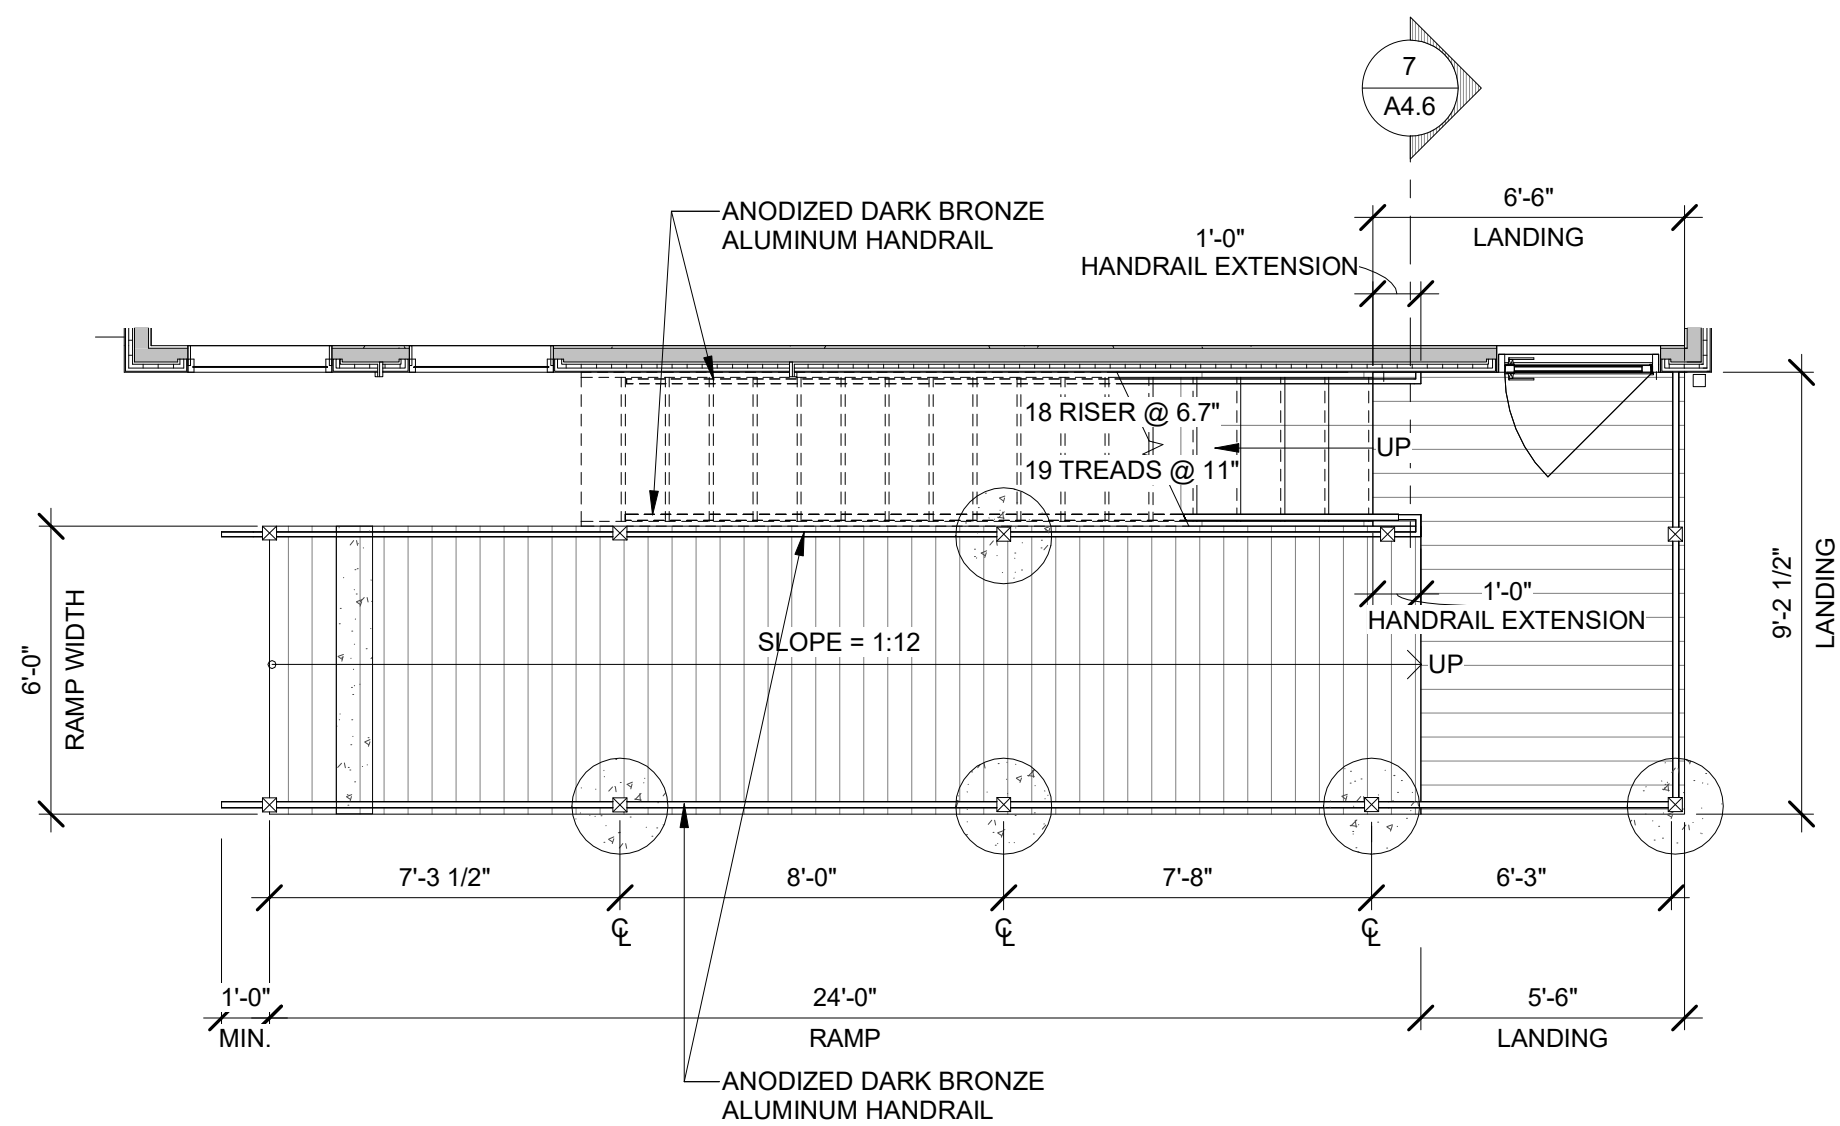 7
A4.6
6'-6"
LANDING
ANODIZED DARK BRONZE
ALUMINUM HANDRAIL
1'-0"
HANDRAIL EXTENSION
18 RISER @ 6.7"
UP
19 TREADS @ 11"
1'-0"
HANDRAIL EXTENSION
9'-2 1/2"
LANDING
6'-0"
RAMP WIDTH
SLOPE = 1:12
UP
7'-3 1/2"
8'-0"
7'-8"
6'-3"
CL
CL
CL
1'-0"
MIN.
24'-0"
RAMP
5'-6"
LANDING
ANODIZED DARK BRONZE
ALUMINUM HANDRAIL